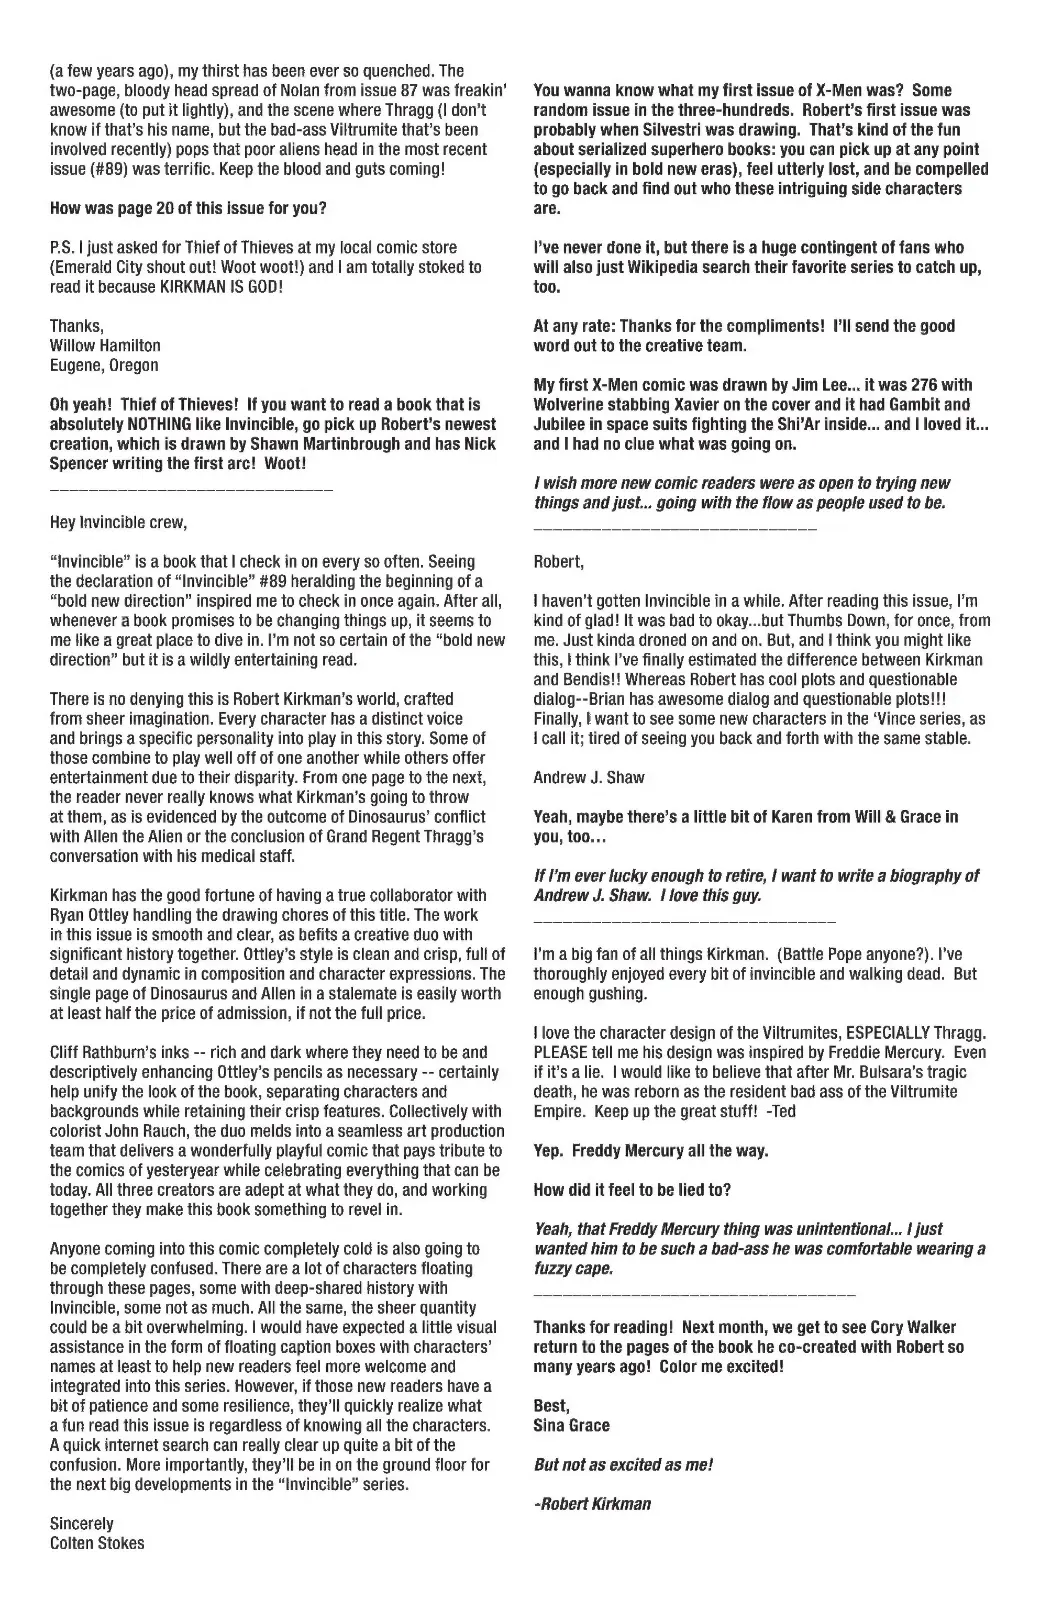 (a few years ago), my thirst has been ever so quenched. The
two-page, bloody head spread of Nolan from issue 87 was freakin'
awesome (to put it lightly), and the scene where Thragg (I don't
know if that's his name, but the bad-ass Viltrumite that's been
involved recently) pops that poor aliens head in the most recent
issue (#89) was terrific. Keep the blood and guts coming!
How was page 20 of this issue for you?
P.S. I just asked for Thief of Thieves at my local comic store
(Emerald City shout out! Woot woot!) and I am totally stoked to
read it because KIRKMAN IS GOD!
Thanks,
Willow Hamilton
Eugene, Oregon
Oh yeah! Thief of Thieves! If you want to read a book that is
absolutely NOTHING like Invincible, go pick up Robert's newest
creation, which is drawn by Shawn Martinbrough and has Nick
Spencer writing the first arc! Woot!
______________________________
Hey Invincible crew,
“Invincible” is a book that I check in on every so often. Seeing
the declaration of “Invincible” #89 heralding the beginning of a
“bold new direction” inspired me to check in once again. After all,
whenever a book promises to be changing things up, it seems to
me like a great place to dive in. I'm not so certain of the “bold new
direction” but it is a wildly entertaining read.
There is no denying this is Robert Kirkman's world, crafted
from sheer imagination. Every character has a distinct voice
and brings a specific personality into play in this story. Some of
those combine to play well off of one another while others offer
entertainment due to their disparity. From one page to the next,
the reader never really knows what Kirkman's going to throw
at them, as is evidenced by the outcome of Dinosaurus' conflict
with Allen the Alien or the conclusion of Grand Regent Thragg's
conversation with his medical staff.
Kirkman has the good fortune of having a true collaborator with
Ryan Ottley handling the drawing chores of this title. The work
in this issue is smooth and clear, as befits a creative duo with
significant history together. Ottley's style is clean and crisp, full of
detail and dynamic in composition and character expressions. The
single page of Dinosaurus and Allen in a stalemate is easily worth
at least half the price of admission, if not the full price.
Cliff Rathburn's inks -- rich and dark where they need to be and
descriptively enhancing Ottley's pencils as necessary -- certainly
help unify the look of the book, separating characters and
backgrounds while retaining their crisp features. Collectively with
colorist John Rauch, the duo melds into a seamless art production
team that delivers a wonderfully playful comic that pays tribute to
the comics of yesteryear while celebrating everything that can be
today. All three creators are adept at what they do, and working
together they make this book something to revel in.
Anyone coming into this comic completely cold is also going to
be completely confused. There are a lot of characters floating
through these pages, some with deep-shared history with
Invincible, some not as much. All the same, the sheer quantity
could be a bit overwhelming. I would have expected a little visual
assistance in the form of floating caption boxes with characters'
names at least to help new readers feel more welcome and
integrated into this series. However, if those new readers have a
bit of patience and some resilience, they'll quickly realize what
a fun read this issue is regardless of knowing all the characters.
A quick internet search can really clear up quite a bit of the
confusion. More importantly, they'll be in on the ground floor for
the next big developments in the “Invincible” series.
Sincerely
Colten Stokes
You wanna know what my first issue of X-Men was? Some
random issue in the three-hundreds. Robert's first issue was
probably when Silvestri was drawing. That's kind of the fun
about serialized superhero books: you can pick up at any point
(especially in bold new eras), feel utterly lost, and be compelled
to go back and find out who these intriguing side characters
are.
I've never done it, but there is a huge contingent of fans who
will also just Wikipedia search their favorite series to catch up,
too.
At any rate: Thanks for the compliments! I'll send the good
word out to the creative team.
My first X-Men comic was drawn by Jim Lee... it was 276 with
Wolverine stabbing Xavier on the cover and it had Gambit and
Jubilee in space suits fighting the Shi'Ar inside... and I loved it...
and I had no clue what was going on.
I wish more new comic readers were as open to trying new
things and just... going with the flow as people used to be.
______________________________
Robert,
I haven't gotten Invincible in a while. After reading this issue, I'm
kind of glad! It was bad to okay...but Thumbs Down, for once, from
me. Just kinda droned on and on. But, and I think you might like
this, I think I've finally estimated the difference between Kirkman
and Bendis!! Whereas Robert has cool plots and questionable
dialog--Brian has awesome dialog and questionable plots!!!
Finally, I want to see some new characters in the ‘Vince series, as
I call it; tired of seeing you back and forth with the same stable.
Andrew J. Shaw
Yeah, maybe there's a little bit of Karen from Will & Grace in
you, too...
If I'm ever lucky enough to retire, I want to write a biography of
Andrew J. Shaw. I love this guy.
________________________________
I'm a big fan of all things Kirkman. (Battle Pope anyone?). I've
thoroughly enjoyed every bit of invincible and walking dead. But
enough gushing.
I love the character design of the Viltrumites, ESPECIALLY Thragg.
PLEASE tell me his design was inspired by Freddie Mercury. Even
if it's a lie. I would like to believe that after Mr. Bulsara's tragic
death, he was reborn as the resident bad ass of the Viltrumite
Empire. Keep up the great stuff! -Ted
Yep. Freddy Mercury all the way.
How did it feel to be lied to?
Yeah, that Freddy Mercury thing was unintentional... I just
wanted him to be such a bad-ass he was comfortable wearing a
fuzzy cape.
__________________________________
Thanks for reading! Next month, we get to see Cory Walker
return to the pages of the book he co-created with Robert so
many years ago! Color me excited!
Best,
Sina Grace
But not as excited as me!
-Robert Kirkman